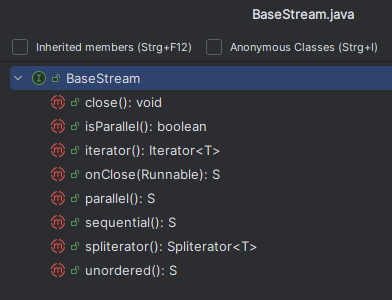 BaseStream.java
Inherited members (Strg+F12) Anonymous Classes (Strg+I)
BaseStream
close(): void
isParallel(): boolean
iterator(): Iterator<T>
onClose(Runnable): S
parallel(): S
sequential(): S
spliterator(): Spliterator<T>
unordered(): S